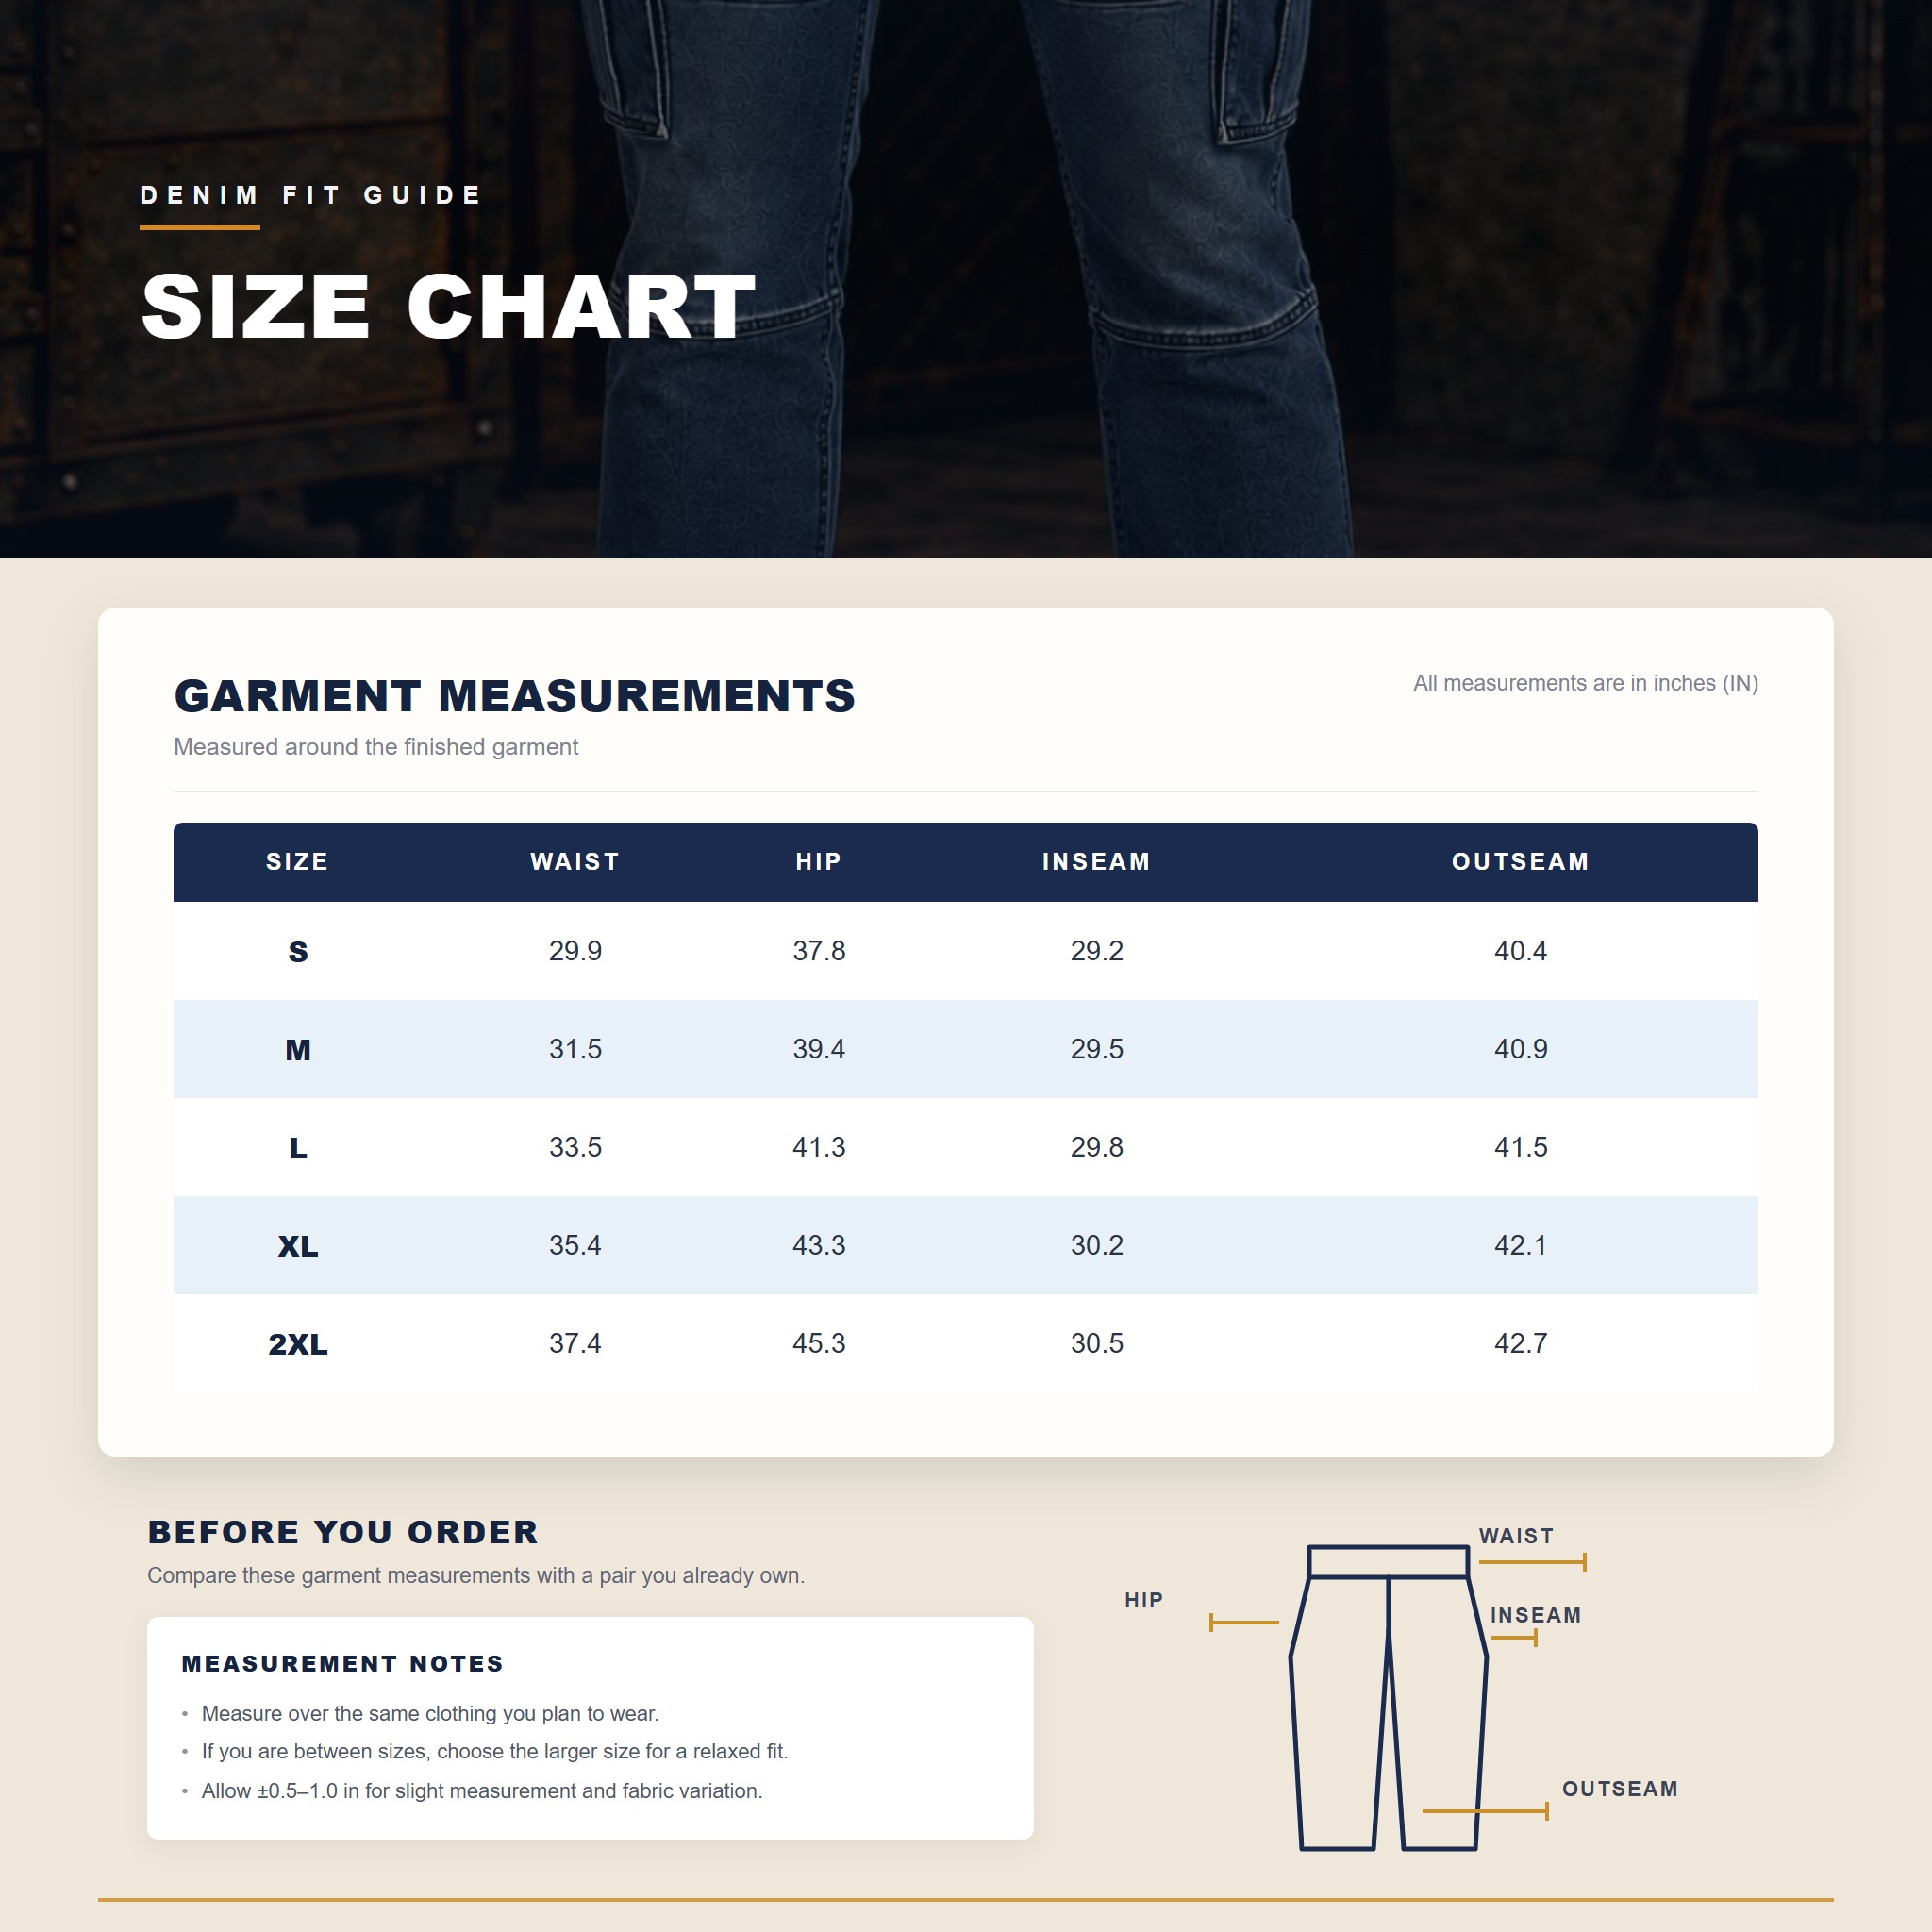 DENIM FIT GUIDE
SIZE CHART
GARMENT MEASUREMENTS
All measurements are in inches (IN)
Measured around the finished garment
SIZE WAIST HIP INSEAM OUTSEAM
S 29.9 37.8 29.2 40.4
M 31.5 39.4 29.5 40.9
L 33.5 41.3 29.8 41.5
XL 35.4 43.3 30.2 42.1
2XL 37.4 45.3 30.5 42.7
BEFORE YOU ORDER
Compare these garment measurements with a pair you already own.
MEASUREMENT NOTES
• Measure over the same clothing you plan to wear.
• If you are between sizes, choose the larger size for a relaxed fit.
• Allow ±0.5–1.0 in for slight measurement and fabric variation.
WAIST
HIP
INSEAM
OUTSEAM